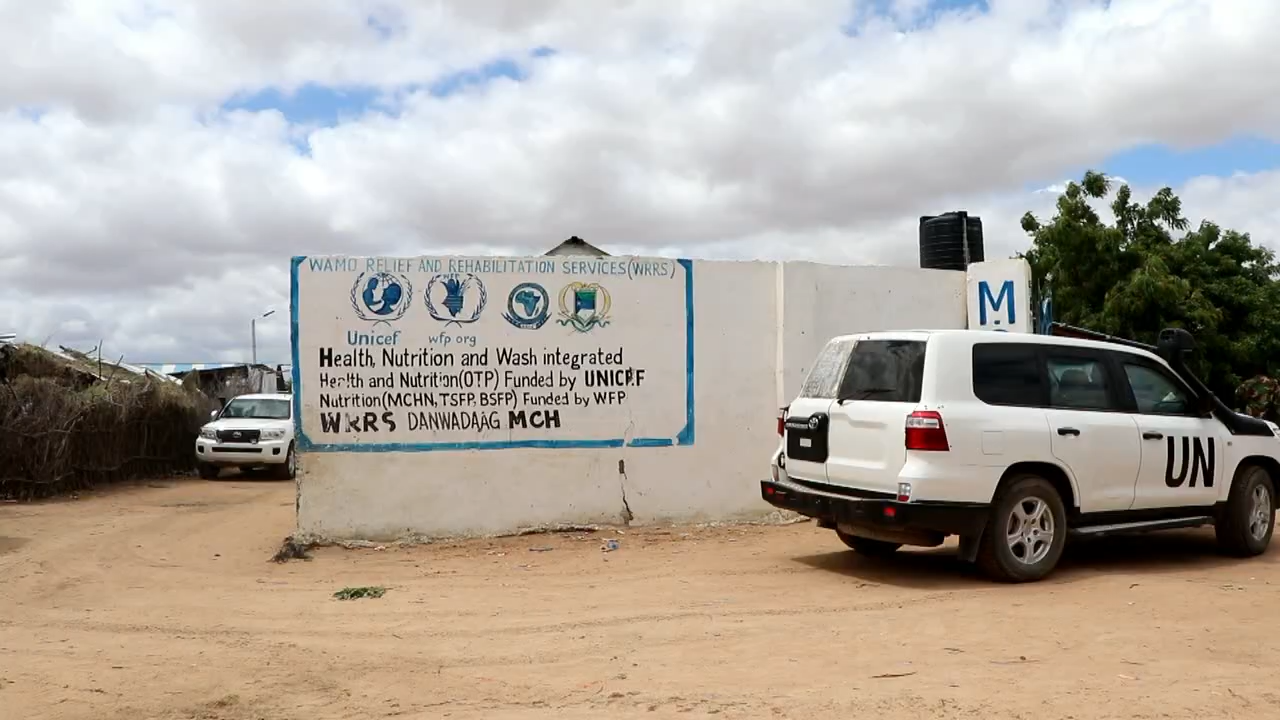 WAMO RELIEF AND REHABILITATION SERVICES (WRRS)
Unicef
wfp org
Health, Nutrition and Wash integrated
Health and Nutrition(OTP) Funded by UNICEF
Nutrition(MCHN, TSFP, BSFP) Funded by WFP
WRRS DANWADAAG MCH
M
UN